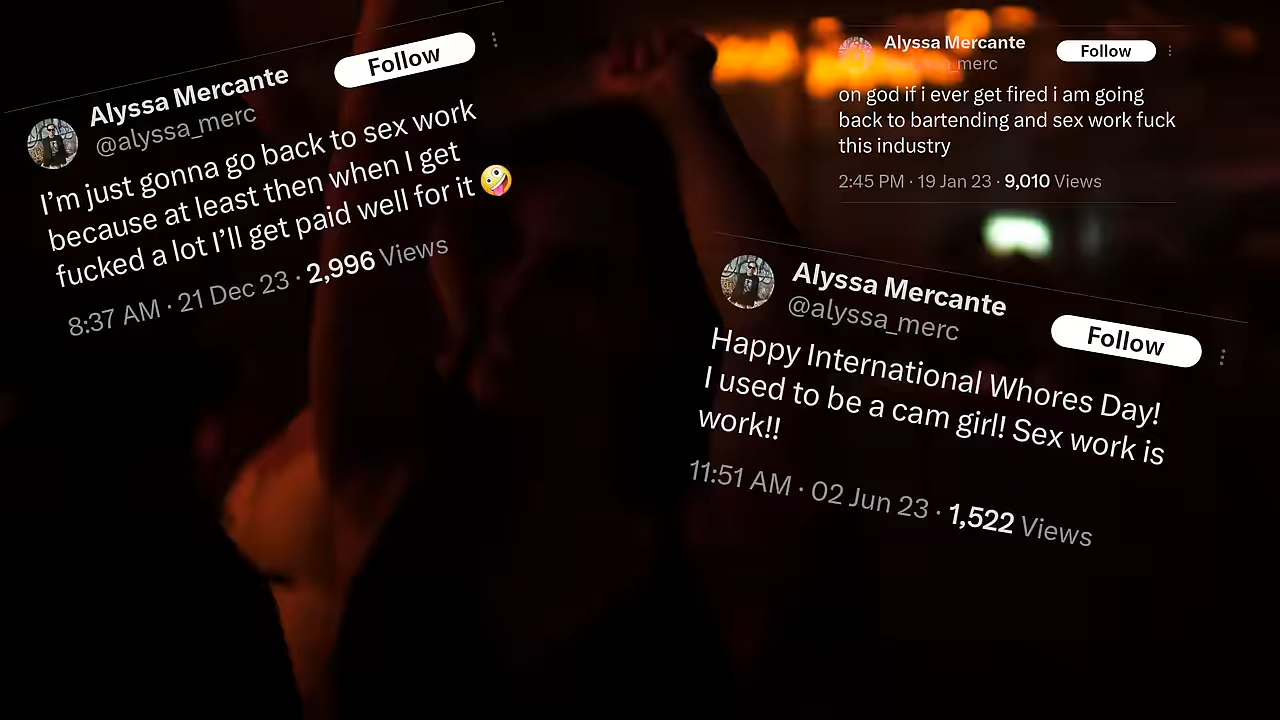 Alyssa Mercante
@alyssa_merc
Follow
I'm just gonna go back to sex work
because at least then when I get
fucked a lot I'll get paid well for it 🤪
8:37 AM · 21 Dec 23 · 2,996 Views
Alyssa Mercante
Follow
on god if i ever get fired i am going
back to bartending and sex work fuck
this industry
2:45 PM · 19 Jan 23 · 9,010 Views
Alyssa Mercante
@alyssa_merc
Follow
Happy International Whores Day!
I used to be a cam girl! Sex work is
work!!
11:51 AM · 02 Jun 23 · 1,522 Views